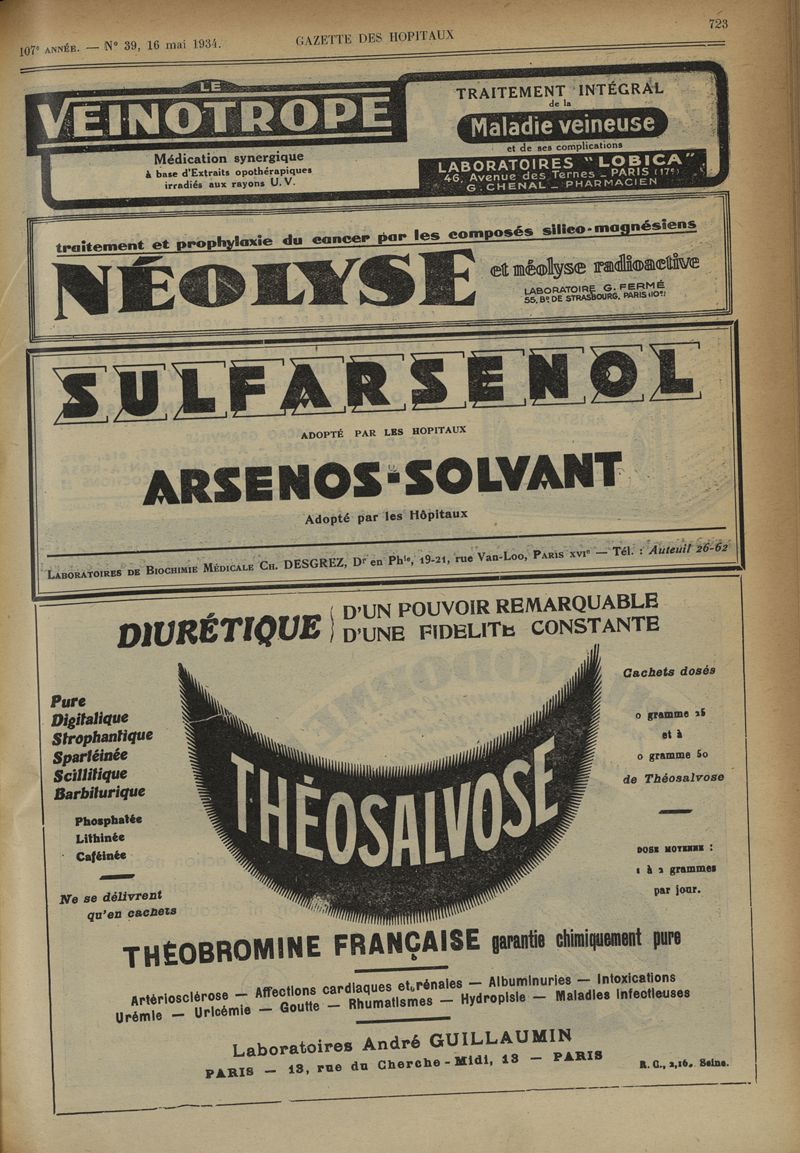 107e ANNÉE. — N° 39, 16 mai 1934.
GAZETTE DES HOPITAUX
723
LE
VEINOTROPE
Médication synergique
à base d'Extraits opothérapiques
irradiés aux rayons U.V.
TRAITEMENT INTÉGRAL
de la
Maladie veineuse
et de ses complications
LABORATOIRES "LOBICA"
46, Avenue des Ternes _ PARIS (17e)
G. CHENAL _ PHARMACIEN
traitement et prophylaxie du cancer par les composés silico-magnésiens
NÉOLYSE
et néolyse radioactive
LABORATOIRE G. FERMÉ
55, Bd DE STRASBOURG, PARIS (10e)
SULFARSENOL
ADOPTÉ PAR LES HOPITAUX
ARSENOS-SOLVANT
Adopté par les Hôpitaux
LABORATOIRES DE BIOCHIMIE MÉDICALE CH. DESGREZ, Dr en Phie, 19-21, rue Van-Loo, PARIS XVIe — Tél. : Auteuil 26-62
DIURÉTIQUE
D'UN POUVOIR REMARQUABLE
D'UNE FIDELITE CONSTANTE
Pure
Digitalique
Strophantique
Spartéinée
Scillitique
Barbiturique
Phosphatée
Lithinée
Caféinée
Ne se délivrent
qu'en cachets
THÉOSALVOSE
Cachets dosés
0 gramme 25
et à
0 gramme 50
de Théosalvose
DOSE MOYENNE :
1 à 2 grammes
par jour.
THÉOBROMINE FRANÇAISE garantie chimiquement pure
Artériosclérose — Affections cardiaques et rénales — Albuminuries — Intoxications
Urémie — Uricémie — Goutte — Rhumatismes — Hydropisie — Maladies infectieuses
Laboratoires André GUILLAUMIN
PARIS — 13, rue du Cherche-Midi, 13 — PARIS
R. C., 2,16. Seine.